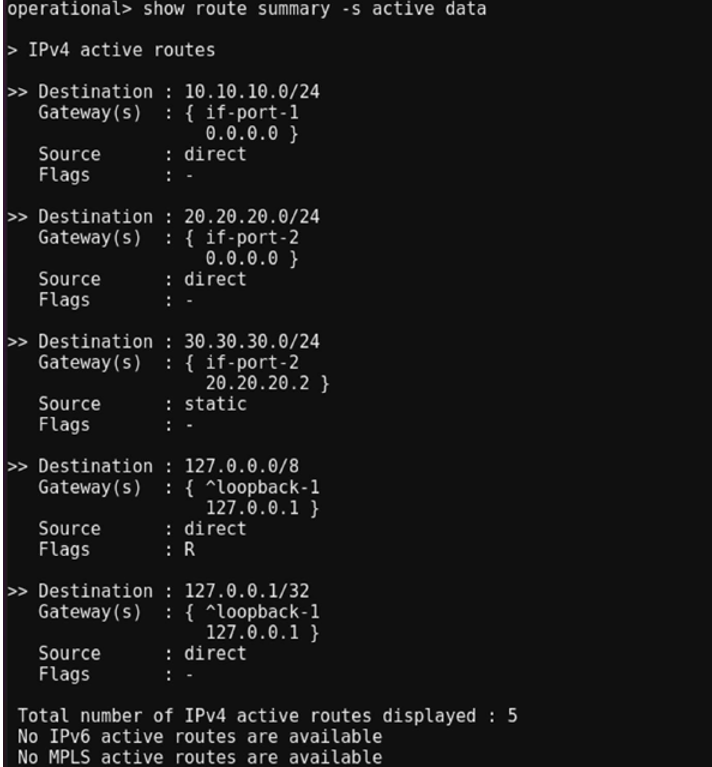 operational> show route summary -s active data
> IPv4 active routes
>> Destination : 10.10.10.0/24
Gateway(s) : { if-port-1
0.0.0.0 }
Source : direct
Flags : -
>> Destination : 20.20.20.0/24
Gateway(s) : { if-port-2
0.0.0.0 }
Source : direct
Flags : -
>> Destination : 30.30.30.0/24
Gateway(s) : { if-port-2
20.20.20.2 }
Source : static
Flags : -
>> Destination : 127.0.0.0/8
Gateway(s) : { ^loopback-1
127.0.0.1 }
Source : direct
Flags : R
>> Destination : 127.0.0.1/32
Gateway(s) : { ^loopback-1
127.0.0.1 }
Source : direct
Flags : -
Total number of IPv4 active routes displayed : 5
No IPv6 active routes are available
No MPLS active routes are available